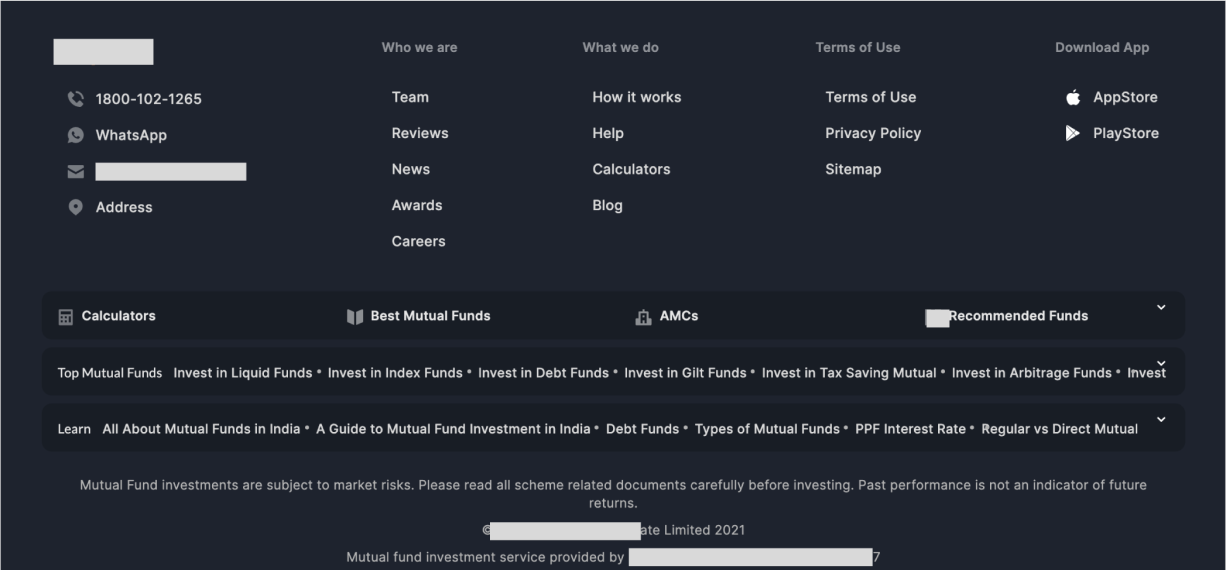 Who we are
What we do
Terms of Use
Download App
1800-102-1265
WhatsApp
Address
Team
Reviews
News
Awards
Careers
How it works
Help
Calculators
Blog
Terms of Use
Privacy Policy
Sitemap
AppStore
PlayStore
Calculators
Best Mutual Funds
AMCs
Recommended Funds
Top Mutual Funds Invest in Liquid Funds • Invest in Index Funds • Invest in Debt Funds • Invest in Gilt Funds • Invest in Tax Saving Mutual • Invest in Arbitrage Funds • Invest
Learn All About Mutual Funds in India • A Guide to Mutual Fund Investment in India • Debt Funds • Types of Mutual Funds • PPF Interest Rate • Regular vs Direct Mutual
Mutual Fund investments are subject to market risks. Please read all scheme related documents carefully before investing. Past performance is not an indicator of future
returns.
© ate Limited 2021
Mutual fund investment service provided by 7